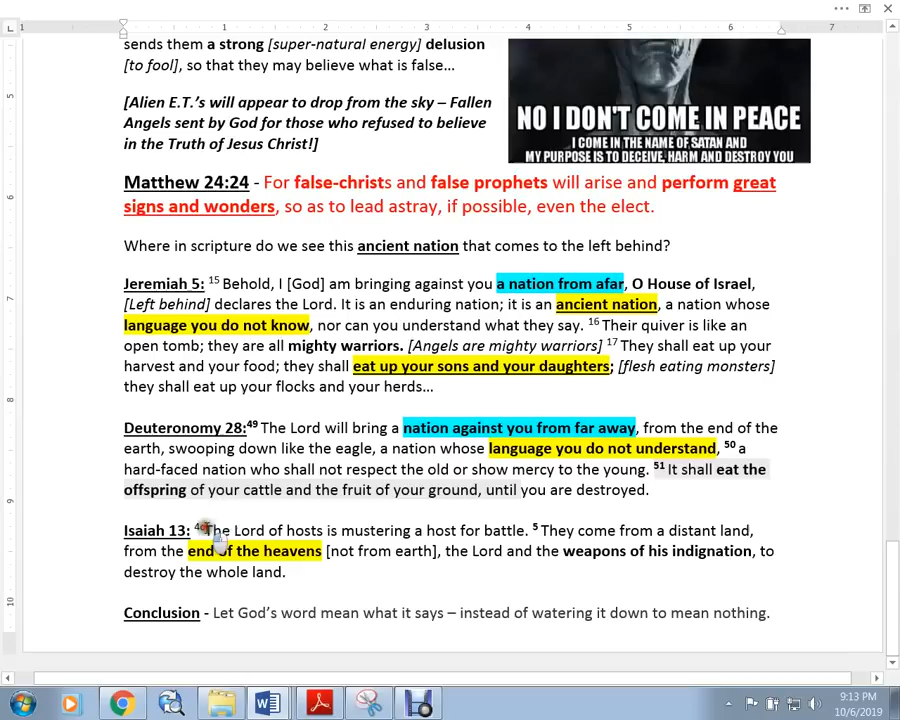 1 1 2 3 4 5 6 7
sends them a strong [super-natural energy] delusion
[to fool], so that they may believe what is false…
[Alien E.T.’s will appear to drop from the sky – Fallen
Angels sent by God for those who refused to believe
in the Truth of Jesus Christ!]
NO I DON'T COME IN PEACE
I COME IN THE NAME OF SATAN AND
MY PURPOSE IS TO DECEIVE, HARM AND DESTROY YOU
Matthew 24:24 - For false-christs and false prophets will arise and perform great
signs and wonders, so as to lead astray, if possible, even the elect.
Where in scripture do we see this ancient nation that comes to the left behind?
Jeremiah 5: 15 Behold, I [God] am bringing against you a nation from afar, O House of Israel,
[Left behind] declares the Lord. It is an enduring nation; it is an ancient nation, a nation whose
language you do not know, nor can you understand what they say. 16 Their quiver is like an
open tomb; they are all mighty warriors. [Angels are mighty warriors] 17 They shall eat up your
harvest and your food; they shall eat up your sons and your daughters; [flesh eating monsters]
they shall eat up your flocks and your herds…
Deuteronomy 28:49 The Lord will bring a nation against you from far away, from the end of the
earth, swooping down like the eagle, a nation whose language you do not understand, 50 a
hard-faced nation who shall not respect the old or show mercy to the young. 51 It shall eat the
offspring of your cattle and the fruit of your ground, until you are destroyed.
Isaiah 13: 4 The Lord of hosts is mustering a host for battle. 5 They come from a distant land,
from the end of the heavens [not from earth], the Lord and the weapons of his indignation, to
destroy the whole land.
Conclusion - Let God’s word mean what it says – instead of watering it down to mean nothing.
5
6
7
8
9
10
9:13 PM
10/6/2019